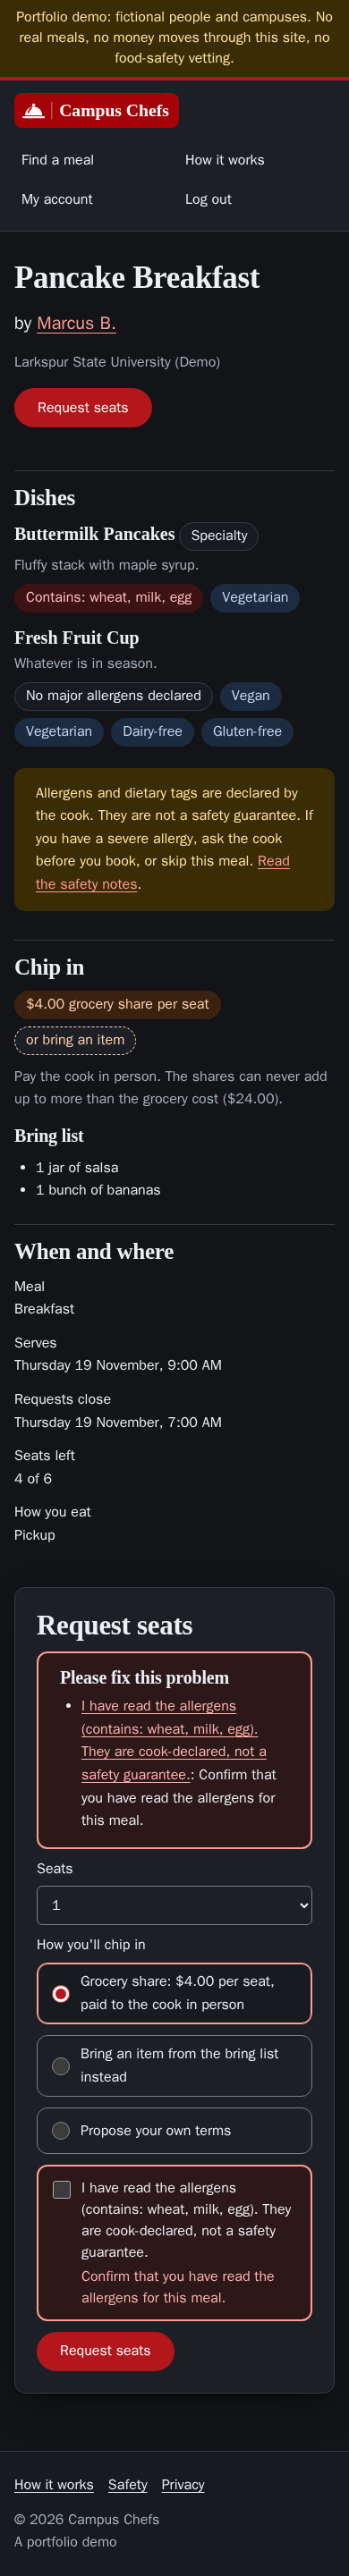 Portfolio demo: fictional people and campuses. No
real meals, no money moves through this site, no
food-safety vetting.
Campus Chefs
Find a meal How it works
My account Log out
Pancake Breakfast
by Marcus B.
Larkspur State University (Demo)
Request seats
Dishes
Buttermilk Pancakes Specialty
Fluffy stack with maple syrup.
Contains: wheat, milk, egg Vegetarian
Fresh Fruit Cup
Whatever is in season.
No major allergens declared Vegan
Vegetarian Dairy-free Gluten-free
Allergens and dietary tags are declared by
the cook. They are not a safety guarantee. If
you have a severe allergy, ask the cook
before you book, or skip this meal. Read
the safety notes.
Chip in
$4.00 grocery share per seat
or bring an item
Pay the cook in person. The shares can never add
up to more than the grocery cost ($24.00).
Bring list
• 1 jar of salsa
• 1 bunch of bananas
When and where
Meal
Breakfast
Serves
Thursday 19 November, 9:00 AM
Requests close
Thursday 19 November, 7:00 AM
Seats left
4 of 6
How you eat
Pickup
Request seats
Please fix this problem
• I have read the allergens
(contains: wheat, milk, egg).
They are cook-declared, not a
safety guarantee.: Confirm that
you have read the allergens for
this meal.
Seats
1
How you'll chip in
Grocery share: $4.00 per seat,
paid to the cook in person
Bring an item from the bring list
instead
Propose your own terms
I have read the allergens
(contains: wheat, milk, egg). They
are cook-declared, not a safety
guarantee.
Confirm that you have read the
allergens for this meal.
Request seats
How it works Safety Privacy
© 2026 Campus Chefs
A portfolio demo